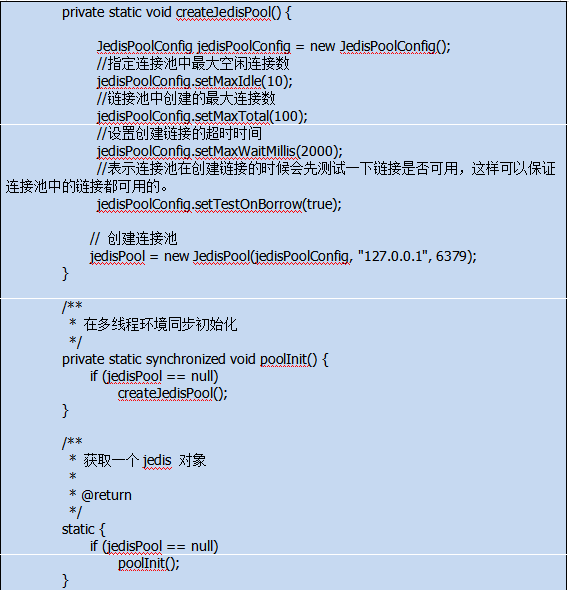 private static void createJedisPool() {
JedisPoolConfig jedisPoolConfig = new JedisPoolConfig();
//指定连接池中最大空闲连接数
jedisPoolConfig.setMaxIdle(10);
//链接池中创建的最大连接数
jedisPoolConfig.setMaxTotal(100);
//设置创建链接的超时时间
jedisPoolConfig.setMaxWaitMillis(2000);
//表示连接池在创建链接的时候会先测试一下链接是否可用，这样可以保证
连接池中的链接都可用的。
jedisPoolConfig.setTestOnBorrow(true);
// 创建连接池
jedisPool = new JedisPool(jedisPoolConfig, "127.0.0.1", 6379);
}
/**
* 在多线程环境同步初始化
*/
private static synchronized void poolInit() {
if (jedisPool == null)
createJedisPool();
}
/**
* 获取一个 jedis 对象
*
* @return
*/
static {
if (jedisPool == null)
poolInit();
}